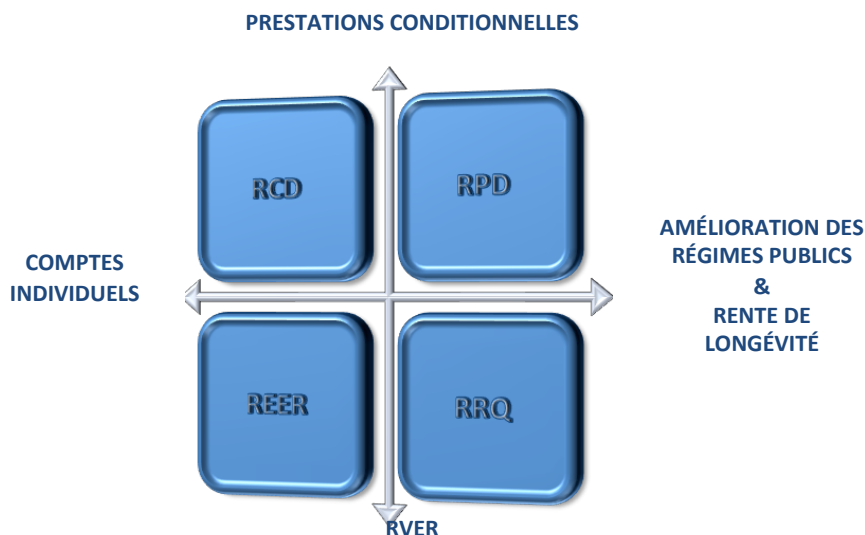 PRESTATIONS CONDITIONNELLES
RCD
RPD
COMPTES
INDIVIDUELS
AMÉLIORATION DES
RÉGIMES PUBLICS
&
RENTE DE
LONGÉVITÉ
REER
RRQ
RVER